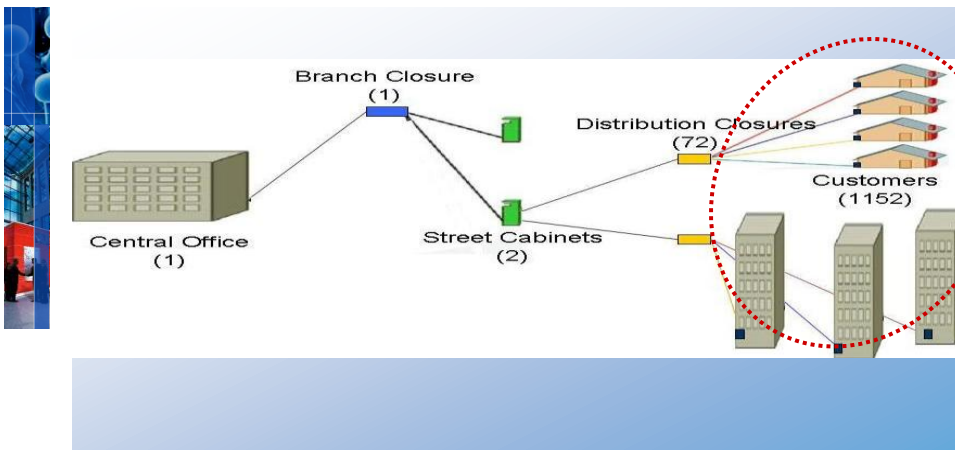 Branch Closure
(1)
Distribution Closures
(72)
Customers
(1152)
Central Office
(1)
Street Cabinets
(2)